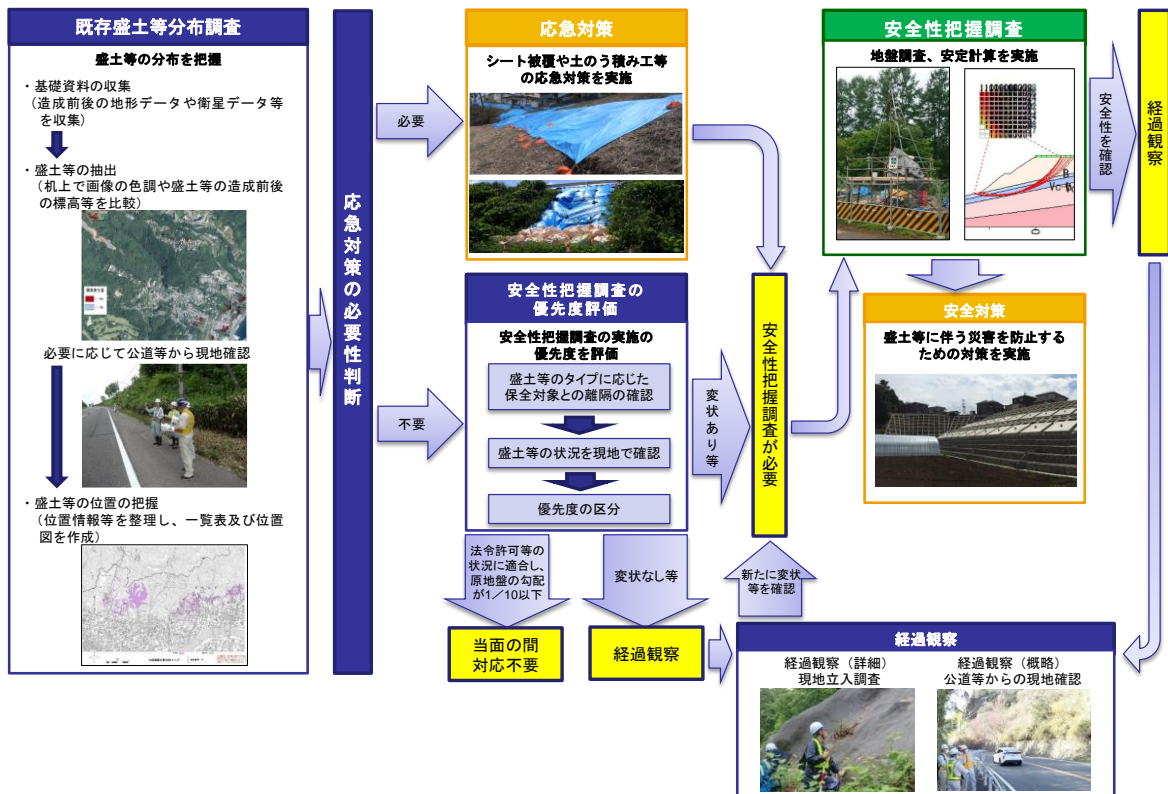 既存盛土等分布調査
盛土等の分布を把握
・基礎資料の収集
（造成前後の地形データや衛星データ等
を収集）
・盛土等の抽出
（机上で画像の色調や盛土等の造成前後
の標高等を比較）
必要に応じて公道等から現地確認
・盛土等の位置の把握
（位置情報等を整理し、一覧表及び位置
図を作成）
応急対策の必要性判断
必要
不要
応急対策
シート被覆や土のう積み工等
の応急対策を実施
安全性把握調査の
優先度評価
安全性把握調査の実施の
優先度を評価
盛土等のタイプに応じた
保全対象との離隔の確認
盛土等の状況を現地で確認
優先度の区分
法令許可等の
状況に適合し、
原地盤の勾配
が1／10以下
変状なし等
当面の間
対応不要
経過観察
変状あり等
安全性把握調査が必要
新たに変状
等を確認
安全性把握調査
地盤調査、安定計算を実施
安全性を確認
経過観察
安全対策
盛土等に伴う災害を防止する
ための対策を実施
経過観察
経過観察（詳細）
現地立入調査
経過観察（概略）
公道等からの現地確認